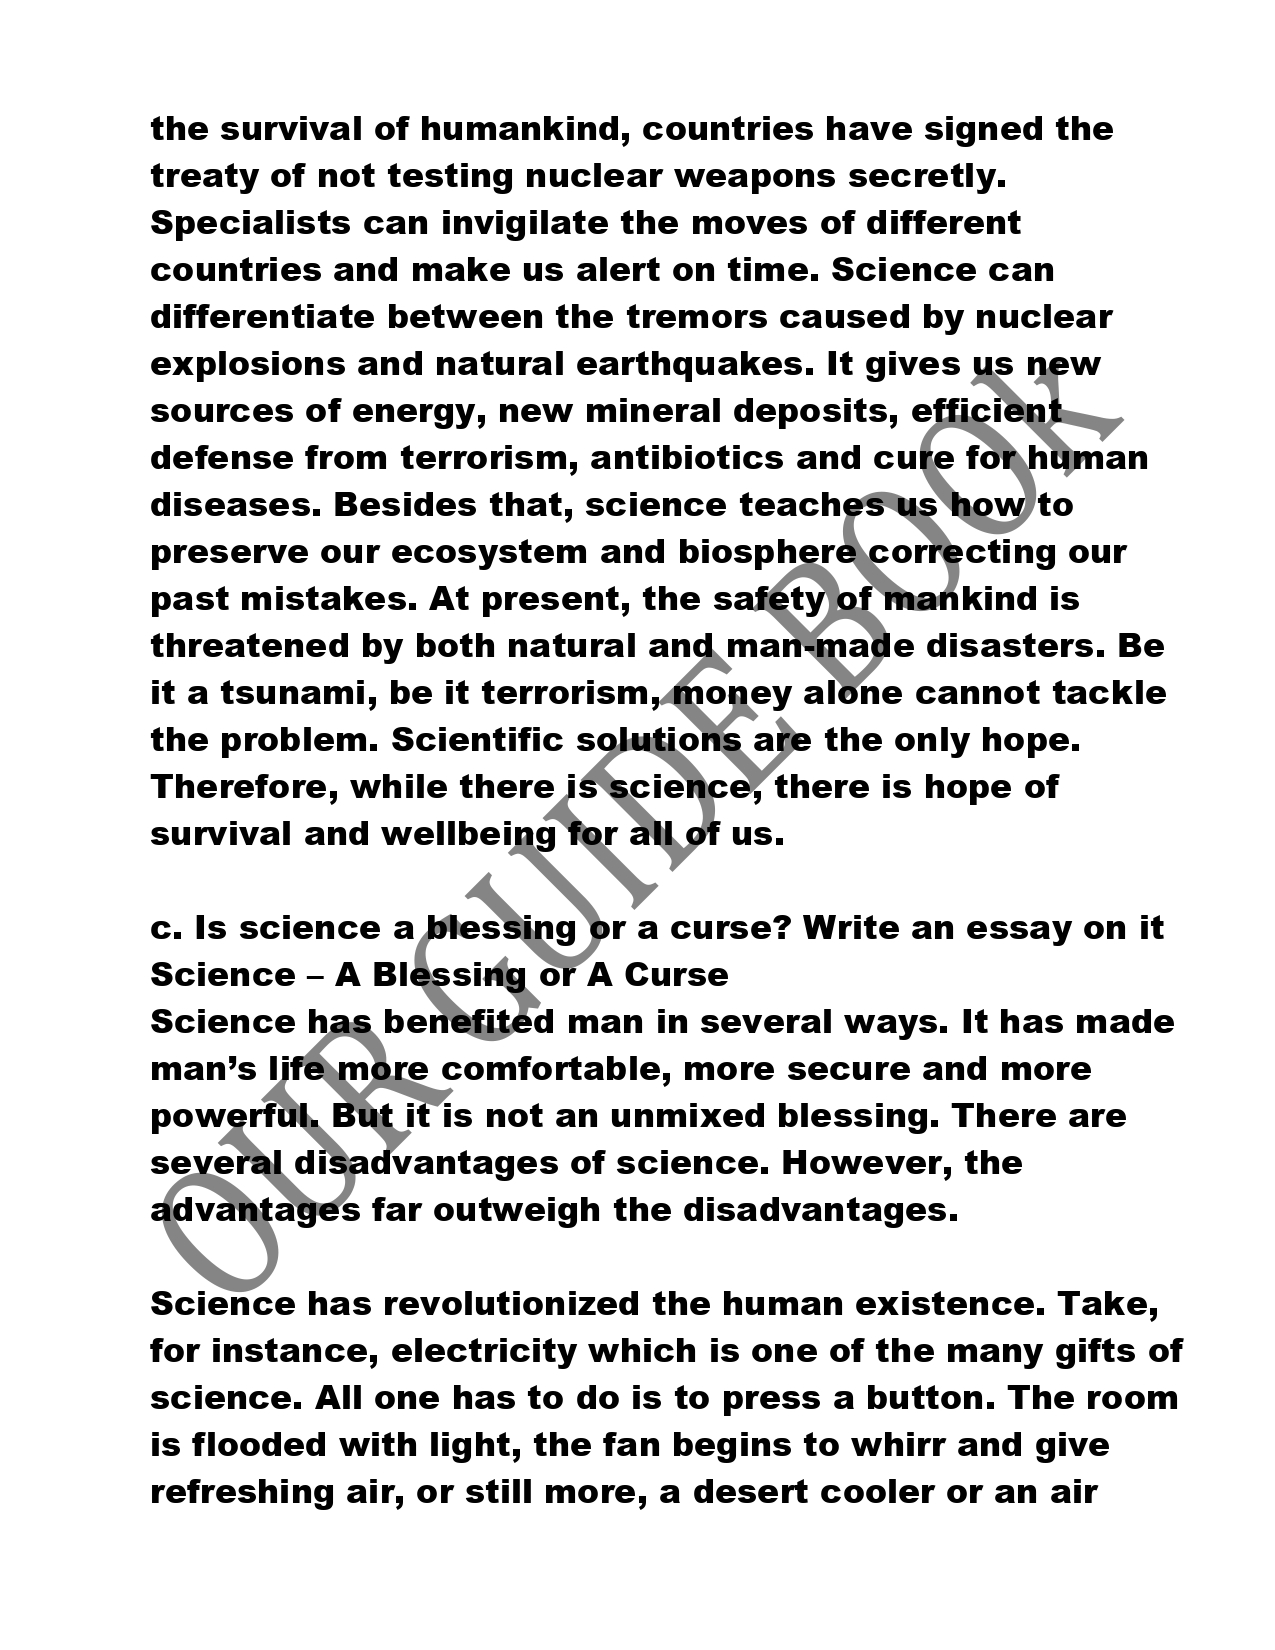 the survival of humankind, countries have signed the
treaty of not testing nuclear weapons secretly.
Specialists can invigilate the moves of different
countries and make us alert on time. Science can
differentiate between the tremors caused by nuclear
explosions and natural earthquakes. It gives us new
sources of energy, new mineral deposits, efficient
defense from terrorism, antibiotics and cure for human
diseases. Besides that, science teaches us how to
preserve our ecosystem and biosphere correcting our
past mistakes. At present, the safety of mankind is
threatened by both natural and man-made disasters. Be
it a tsunami, be it terrorism, money alone cannot tackle
the problem. Scientific solutions are the only hope.
Therefore, while there is science, there is hope of
survival and wellbeing for all of us.
c. Is science a blessing or a curse? Write an essay on it
Science – A Blessing or A Curse
Science has benefited man in several ways. It has made
man’s life more comfortable, more secure and more
powerful. But it is not an unmixed blessing. There are
several disadvantages of science. However, the
advantages far outweigh the disadvantages.
Science has revolutionized the human existence. Take,
for instance, electricity which is one of the many gifts of
science. All one has to do is to press a button. The room
is flooded with light, the fan begins to whirr and give
refreshing air, or still more, a desert cooler or an air
OUR GUIDE BOOk